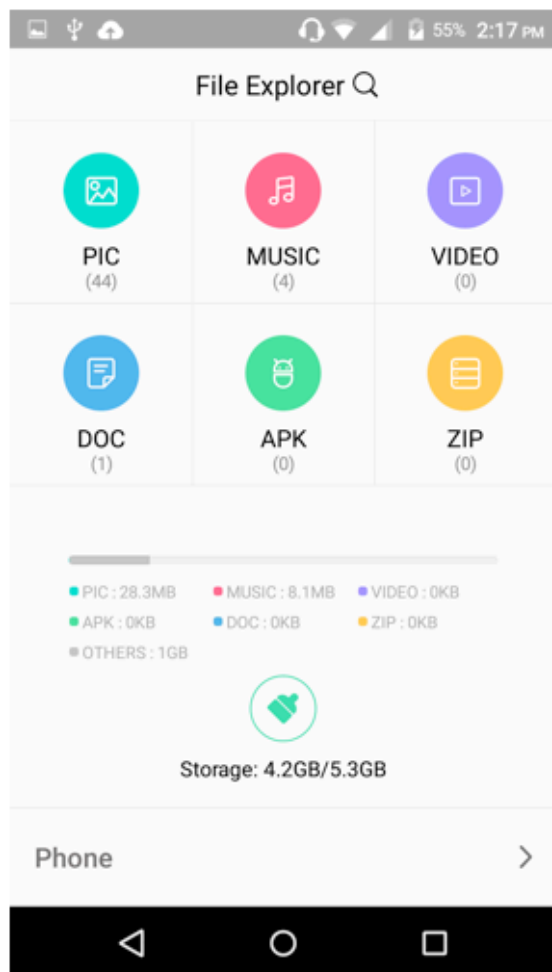 55% 2:17 PM
File Explorer
PIC MUSIC VIDEO
(44) (4) (0)
DOC APK ZIP
(1) (0) (0)
PIC : 28.3MB MUSIC : 8.1MB VIDEO : 0KB
APK : 0KB DOC : 0KB ZIP : 0KB
OTHERS : 1GB
Storage: 4.2GB/5.3GB
Phone